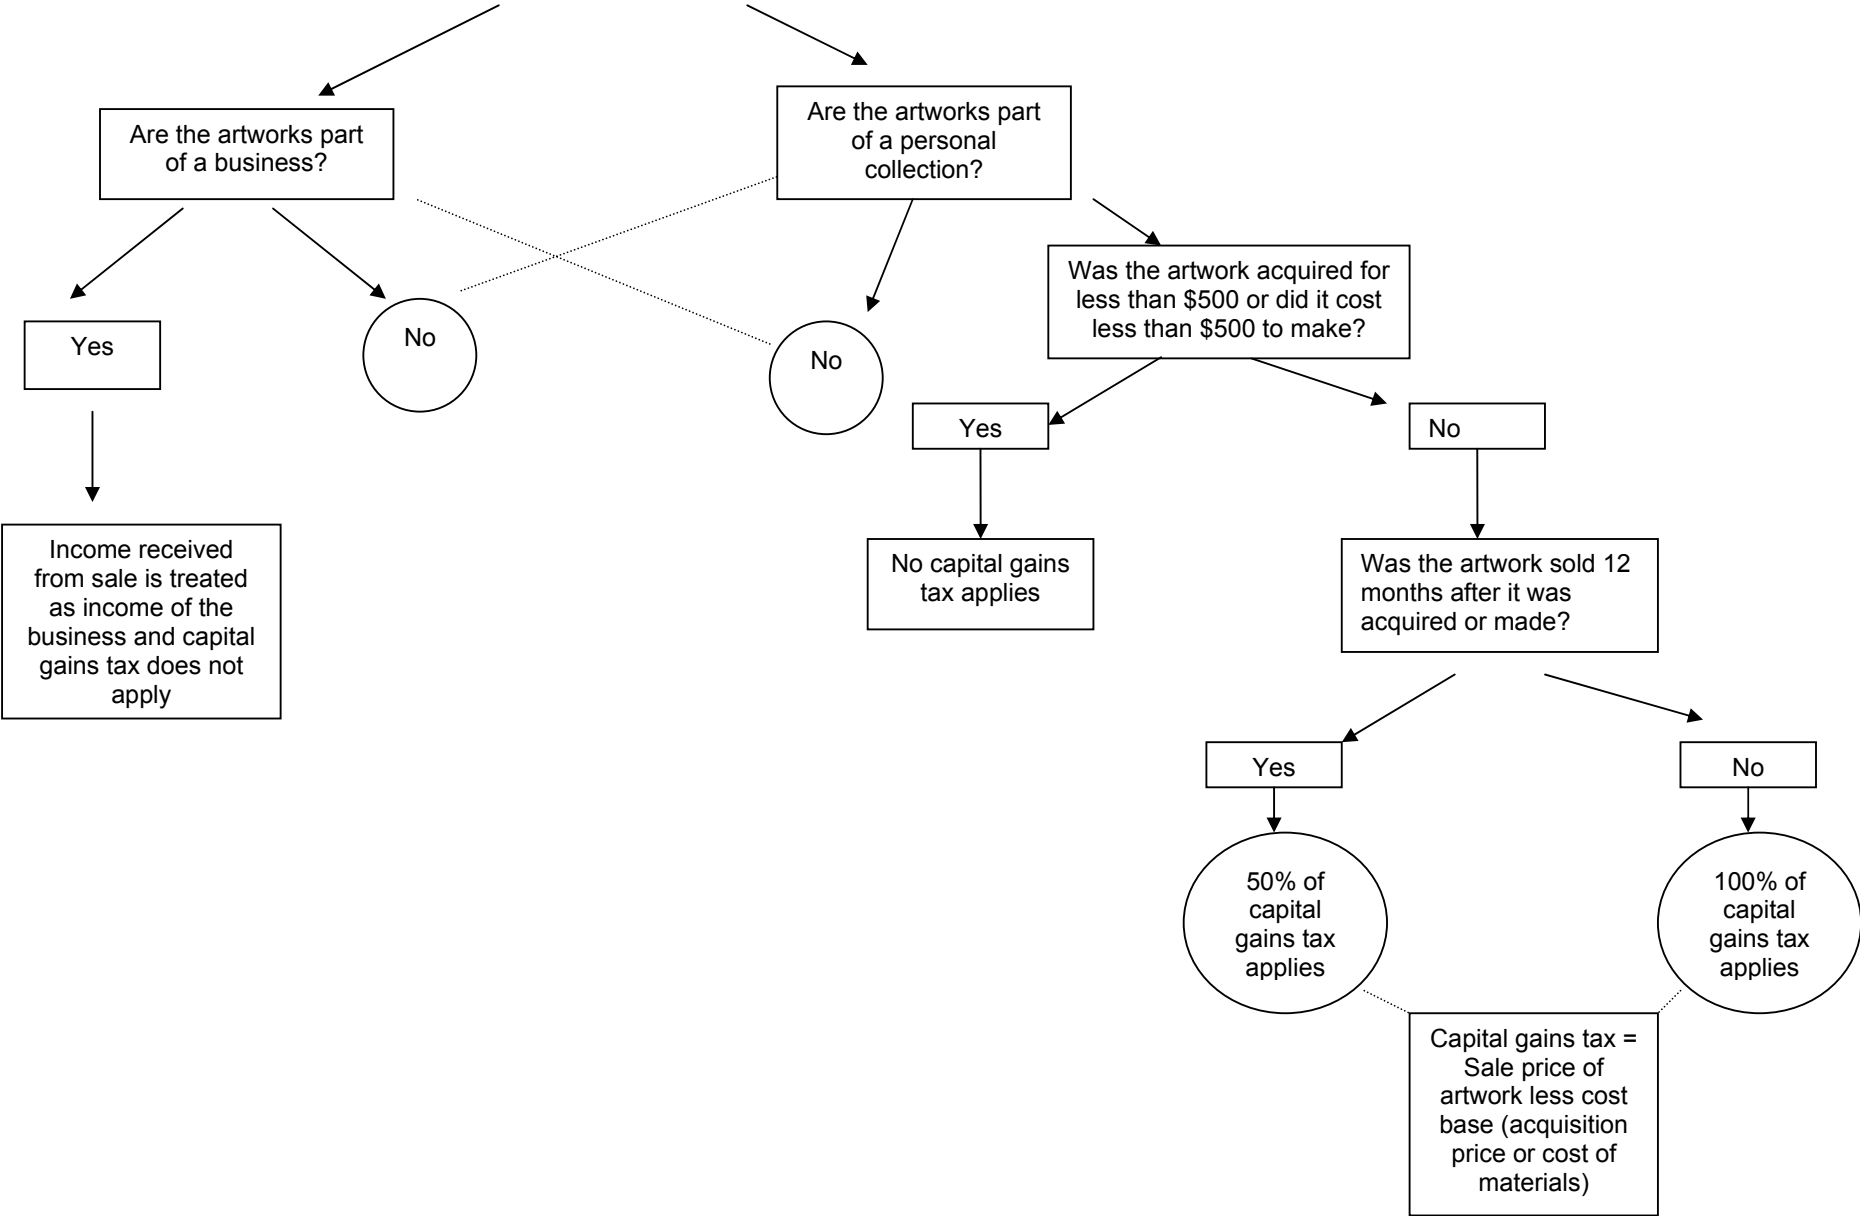 Are the artworks part
of a business?
Are the artworks part
of a personal
collection?
Was the artwork acquired for
less than $500 or did it cost
less than $500 to make?
Yes
No
No
Yes
No
Income received
from sale is treated
as income of the
business and capital
gains tax does not
apply
No capital gains
tax applies
Was the artwork sold 12
months after it was
acquired or made?
Yes
No
50% of
capital
gains tax
applies
100% of
capital
gains tax
applies
Capital gains tax =
Sale price of
artwork less cost
base (acquisition
price or cost of
materials)